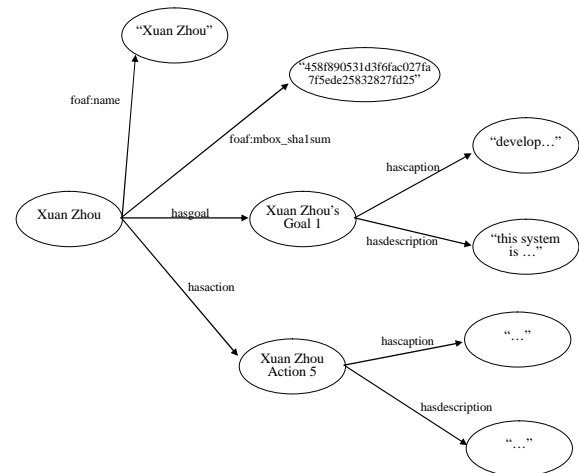 “Xuan Zhou”
“458f890531d3f6fac027fa
7f5ede25832827fd25”
foaf:name
foaf:mbox_sha1sum
“develop…”
hascaption
Xuan Zhou
hasgoal
Xuan Zhou’s
Goal 1
hasdescription
“this system
is …”
hasaction
hascaption
“…”
Xuan Zhou
Action 5
hasdescription
“…”